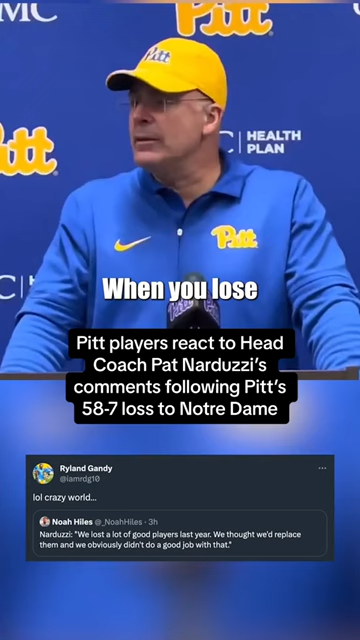 MC
Pitt
Pitt
Pitt
HEALTH
PLAN
Pitt
When you lose
Pitt players react to Head
Coach Pat Narduzzi’s
comments following Pitt’s
58-7 loss to Notre Dame
Ryland Gandy
@iamrdg10
lol crazy world...
Noah Hiles @_NoahHiles · 3h
Narduzzi: "We lost a lot of good players last year. We thought we'd replace
them and we obviously didn't do a good job with that."